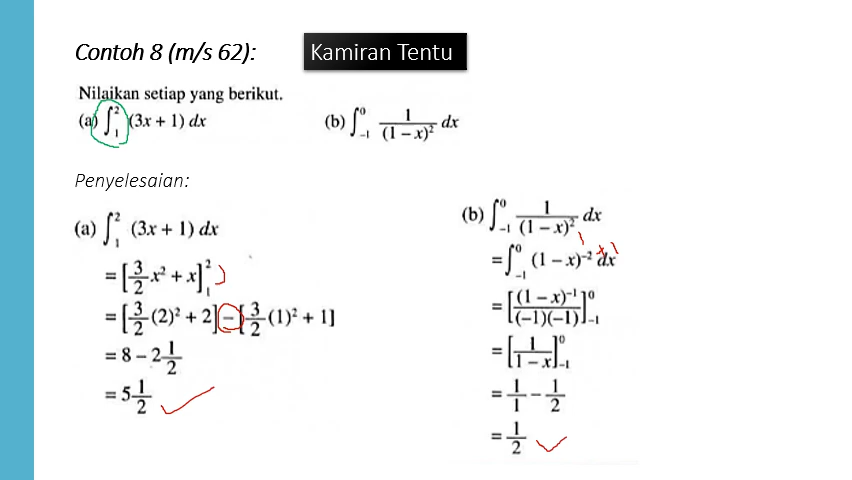 Contoh 8 (m/s 62):
Kamiran Tentu
Nilaikan setiap yang berikut.
(a) ∫₁² (3x + 1) dx
(b) ∫₋₁⁰ 1/(1 – x)² dx
Penyelesaian:
(a) ∫₁² (3x + 1) dx
= [3/2 x² + x]₁²
= [3/2 (2)² + 2] – [3/2 (1)² + 1]
= 8 – 2 1/2
= 5 1/2
(b) ∫₋₁⁰ 1/(1 – x)² dx
= ∫₋₁⁰ (1 – x)⁻² dx
= [(1 – x)⁻¹/(–1)(–1)]₋₁⁰
= [1/1 – x]₋₁⁰
= 1/1 – 1/2
= 1/2